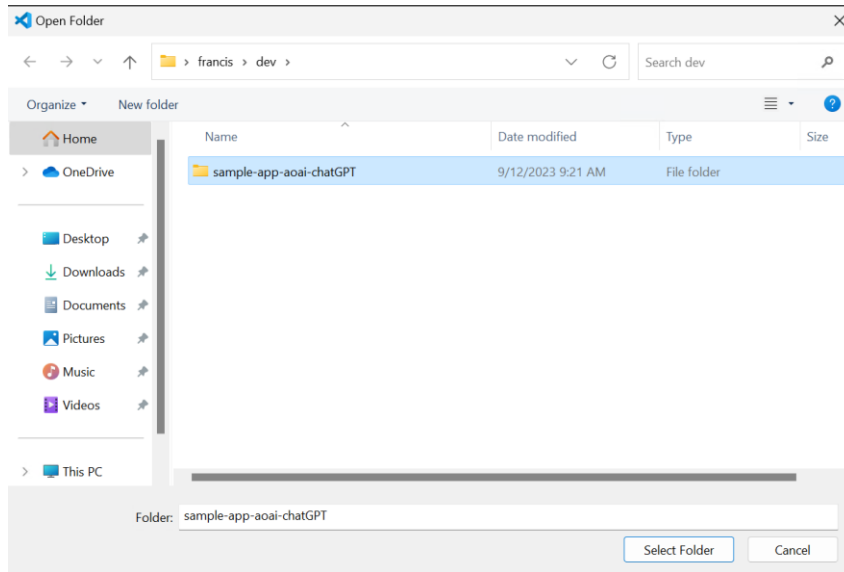 Open Folder
francis > dev >
Search dev
Organize
New folder
Name
Date modified
Type
Size
Home
OneDrive
Desktop
Downloads
Documents
Pictures
Music
Videos
This PC
sample-app-aoai-chatGPT
9/12/2023 9:21 AM
File folder
Folder: sample-app-aoai-chatGPT
Select Folder
Cancel